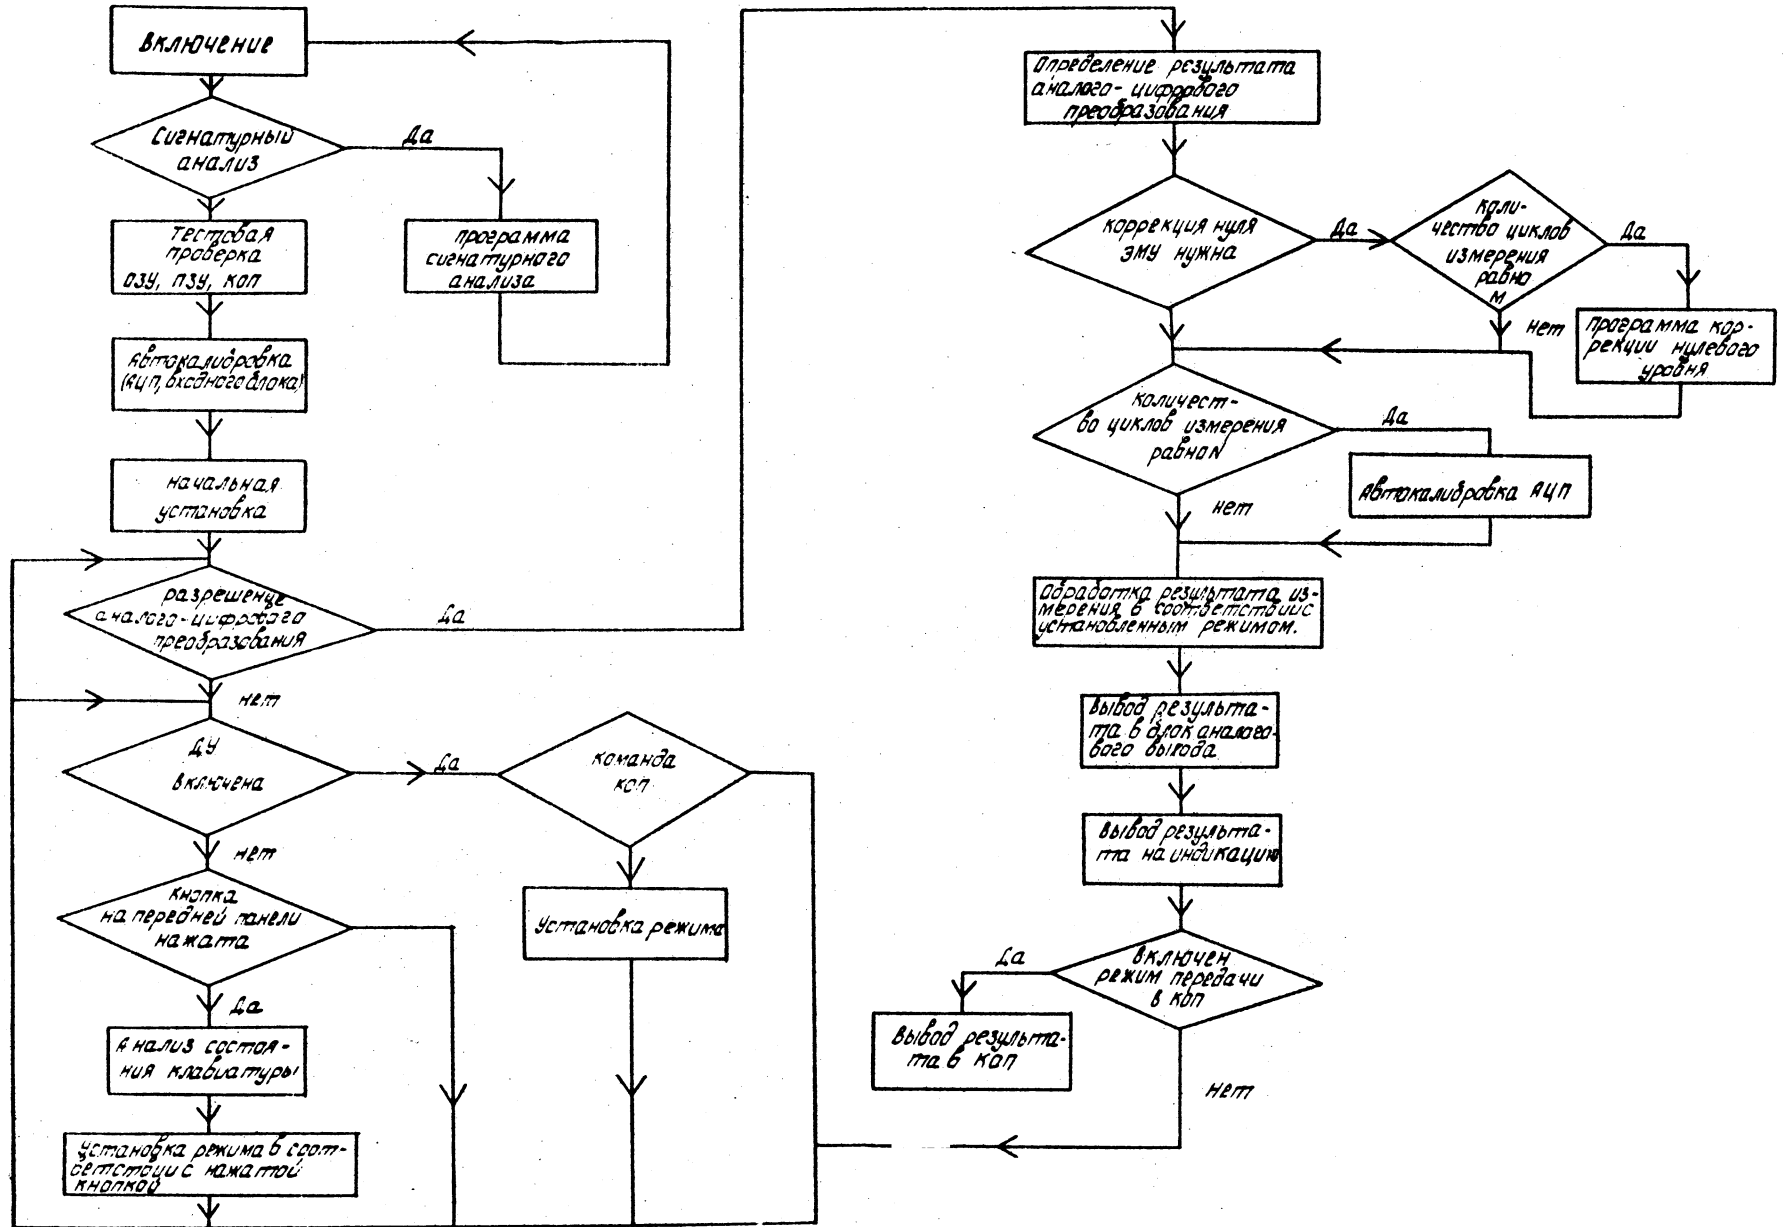 Включение
Сигнатурный
анализ
Да
Тестовая
проверка
ОЗУ, ПЗУ, КОП
программа
сигнатурного
анализа
Автокалибровка
(АЦП, входного блока)
начальная
установка
разрешение
аналого-цифрового
преобразования
Да
нет
ДУ
включена
Да
команда
КОП
нет
Кнопка
на передней панели
нажата
Установка режима
Да
Анализ состоя-
ния клавиатуры
Установка режима в соот-
ветствии с нажатой
кнопкой
Определение результата
аналого-цифрового
преобразования
коррекция нуля
ЭМУ нужна
Да
коли-
чество циклов
измерения
равно
М
Да
нет
программа кор-
рекции нулевого
уровня
количест-
во циклов измерения
равно N
Да
Автокалибровка АЦП
нет
Обработка результата из-
мерения в соответствии с
установленным режимом.
Вывод результа-
та в блок аналого-
вого выхода
Вывод результа-
та на индикацию
включен
режим передачи
в КОП
Да
Вывод результа-
та в КОП
нет